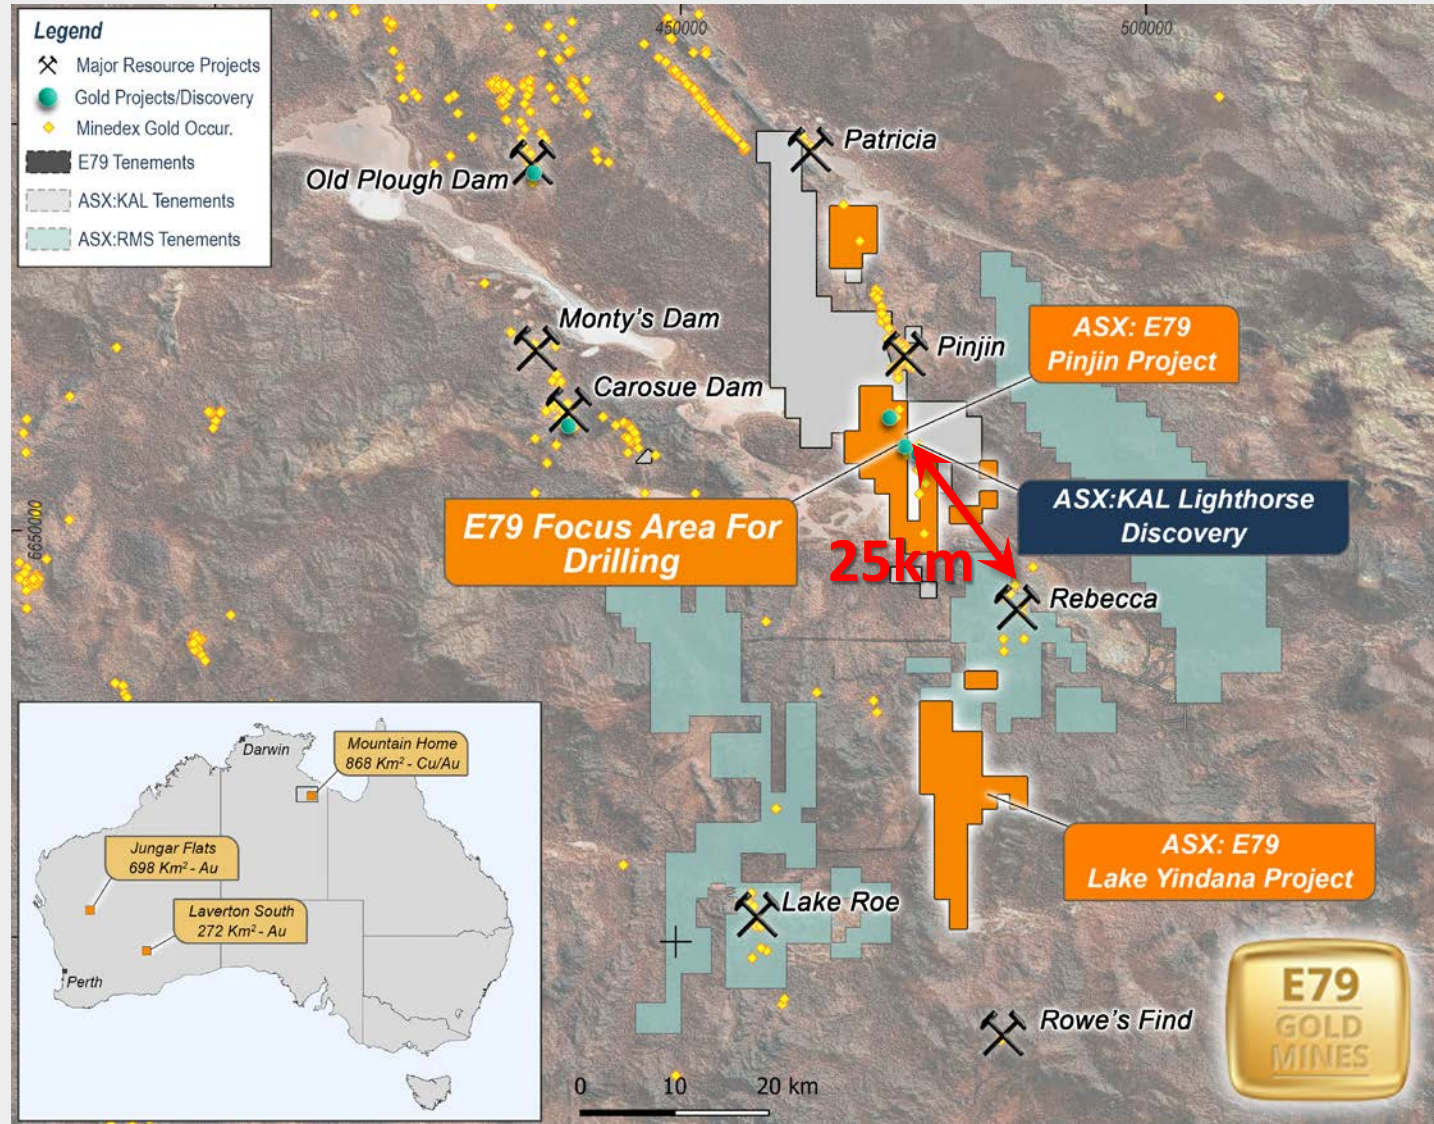 Legend
Major Resource Projects
Gold Projects/Discovery
Minedex Gold Occur.
E79 Tenements
ASX:KAL Tenements
ASX:RMS Tenements
450000
500000
6650000
Patricia
Old Plough Dam
Monty's Dam
Pinjin
ASX: E79
Pinjin Project
Carosue Dam
E79 Focus Area For
Drilling
ASX:KAL Lighthorse
Discovery
25km
Rebecca
ASX: E79
Lake Yindana Project
Lake Roe
Rowe's Find
Darwin
Mountain Home
868 Km² - Cu/Au
Jungar Flats
698 Km² - Au
Laverton South
272 Km² - Au
Perth
0 10 20 km
E79
GOLD
MINES